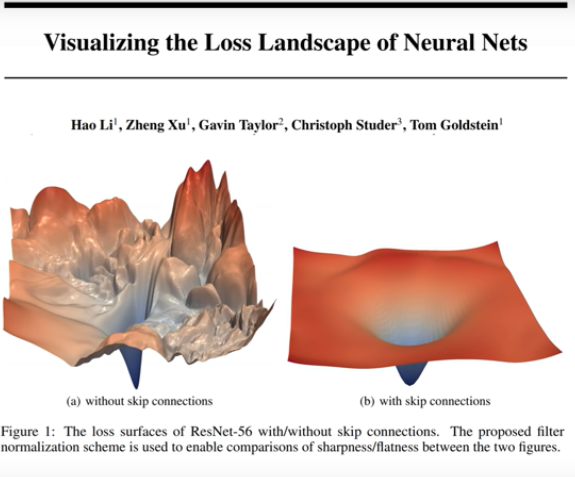 Visualizing the Loss Landscape of Neural Nets
Hao Li¹, Zheng Xu¹, Gavin Taylor², Christoph Studer³, Tom Goldstein¹
(a) without skip connections
(b) with skip connections
Figure 1: The loss surfaces of ResNet-56 with/without skip connections. The proposed filter
normalization scheme is used to enable comparisons of sharpness/flatness between the two figures.